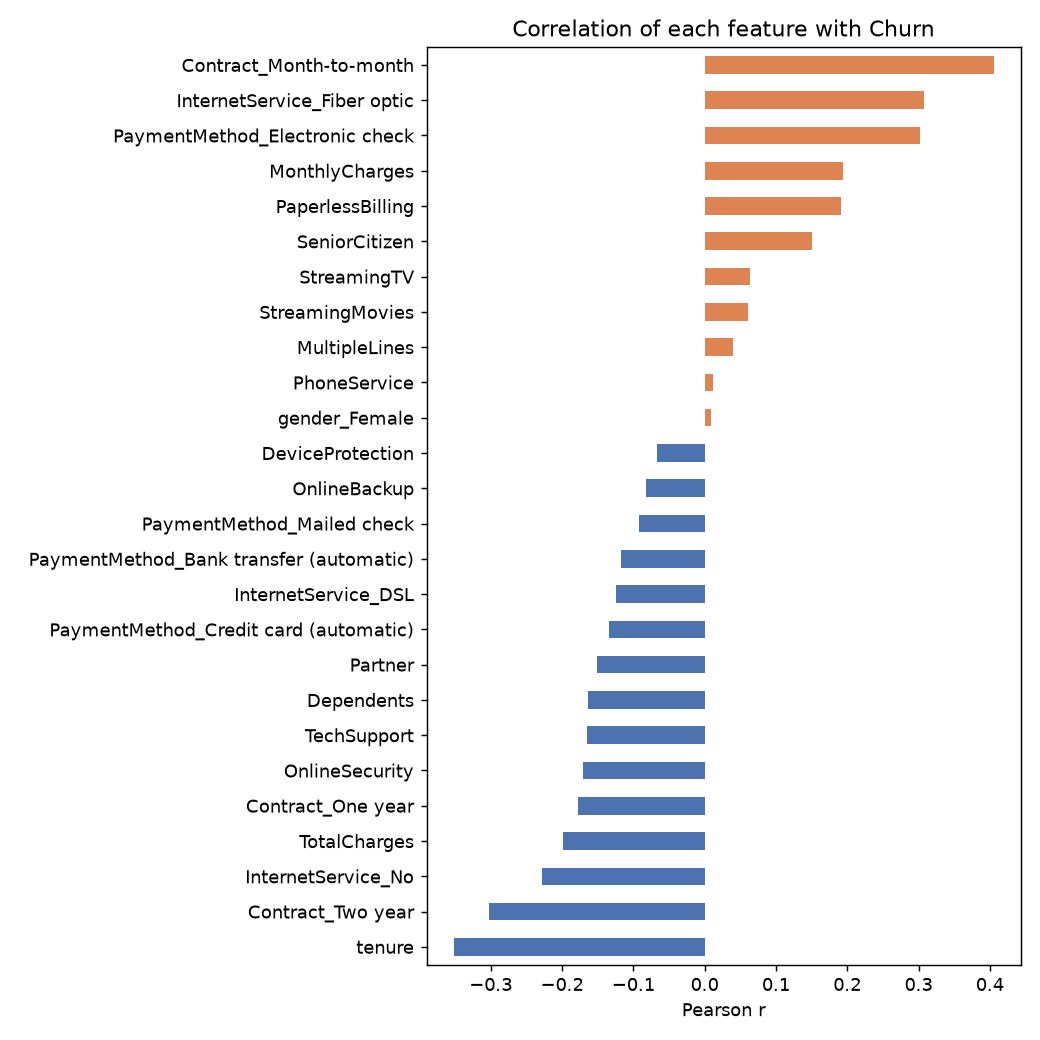 Correlation of each feature with Churn
Contract_Month-to-month
InternetService_Fiber optic
PaymentMethod_Electronic check
MonthlyCharges
PaperlessBilling
SeniorCitizen
StreamingTV
StreamingMovies
MultipleLines
PhoneService
gender_Female
DeviceProtection
OnlineBackup
PaymentMethod_Mailed check
PaymentMethod_Bank transfer (automatic)
InternetService_DSL
PaymentMethod_Credit card (automatic)
Partner
Dependents
TechSupport
OnlineSecurity
Contract_One year
TotalCharges
InternetService_No
Contract_Two year
tenure
−0.3 −0.2 −0.1 0.0 0.1 0.2 0.3 0.4
Pearson r